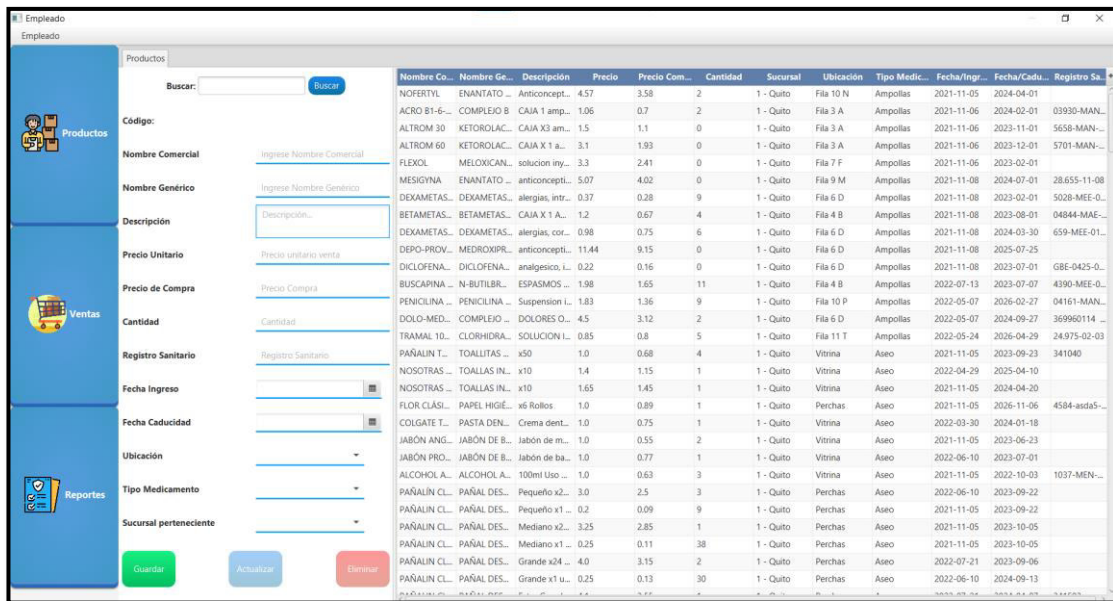 Empleado
Empleado
Productos
Ventas
Reportes
Productos
Buscar: Buscar
Código:
Nombre Comercial Ingrese Nombre Comercial
Nombre Genérico Ingrese Nombre Genérico
Descripción Descripción...
Precio Unitario Precio unitario venta
Precio de Compra Precio Compra
Cantidad Cantidad
Registro Sanitario Registro Sanitario
Fecha Ingreso
Fecha Caducidad
Ubicación
Tipo Medicamento
Sucursal perteneciente
Guardar Actualizar Eliminar
Nombre Co... Nombre Ge... Descripción Precio Precio Com... Cantidad Sucursal Ubicación Tipo Medic... Fecha/Ingr... Fecha/Cadu... Registro Sa...
NOFERTYL ENANTATO ... Anticoncept... 4.57 3.58 2 1 - Quito Fila 10 N Ampollas 2021-11-05 2024-04-01
ACRO B1-6-... COMPLEJO B CAJA 1 amp... 1.06 0.7 2 1 - Quito Fila 3 A Ampollas 2021-11-06 2024-02-01 03930-MAN...
ALTROM 30 KETOROLAC... CAJA X3 am... 1.5 1.1 0 1 - Quito Fila 3 A Ampollas 2021-11-06 2023-11-01 5658-MAN-...
ALTROM 60 KETOROLAC... CAJA X 1 a... 3.1 1.93 0 1 - Quito Fila 3 A Ampollas 2021-11-06 2023-12-01 5701-MAN-...
FLEXOL MELOXICAN... solucion iny... 3.3 2.41 0 1 - Quito Fila 7 F Ampollas 2021-11-06 2023-02-01
MESIGYNA ENANTATO ... anticoncepti... 5.07 4.02 0 1 - Quito Fila 9 M Ampollas 2021-11-08 2024-07-01 28.655-11-08
DEXAMETAS... DEXAMETAS... alergias, intr... 0.37 0.28 9 1 - Quito Fila 6 D Ampollas 2021-11-08 2023-02-01 5028-MEE-0...
BETAMETAS... BETAMETAS... CAJA X 1 A... 1.2 0.67 4 1 - Quito Fila 4 B Ampollas 2021-11-08 2023-08-01 04844-MAE-...
DEXAMETAS... DEXAMETAS... alergias, cor... 0.98 0.75 6 1 - Quito Fila 6 D Ampollas 2021-11-08 2024-03-30 659-MEE-01...
DEPO-PROV... MEDROXIPR... anticoncepti... 11.44 9.15 0 1 - Quito Fila 6 D Ampollas 2021-11-08 2025-07-25
DICLOFENA... DICLOFENA... analgesico, i... 0.22 0.16 0 1 - Quito Fila 6 D Ampollas 2021-11-08 2023-07-01 GBE-0425-0...
BUSCAPINA ... N-BUTILBR... ESPASMOS ... 1.98 1.65 11 1 - Quito Fila 4 B Ampollas 2022-07-13 2023-07-07 4390-MEE-0...
PENICILINA ... PENICILINA ... Suspension i... 1.83 1.36 9 1 - Quito Fila 10 P Ampollas 2022-05-07 2026-02-27 04161-MAN...
DOLO-MED... COMPLEJO ... DOLORES O... 4.5 3.12 2 1 - Quito Fila 6 D Ampollas 2022-05-07 2024-09-27 369960114 ...
TRAMAL 10... CLORHIDRA... SOLUCION I... 0.85 0.8 5 1 - Quito Fila 11 T Ampollas 2022-05-24 2026-04-29 24.975-02-03
PAÑALIN T... TOALLITAS ... x50 1.0 0.68 4 1 - Quito Vitrina Aseo 2021-11-05 2023-09-23 341040
NOSOTRAS ... TOALLAS IN... x10 1.4 1.15 1 1 - Quito Vitrina Aseo 2022-04-29 2025-04-10
NOSOTRAS ... TOALLAS IN... x10 1.65 1.45 1 1 - Quito Vitrina Aseo 2021-11-05 2024-04-20
FLOR CLÁSI... PAPEL HIGIÉ... x6 Rollos 1.0 0.89 1 1 - Quito Perchas Aseo 2021-11-05 2026-11-06 4584-asda5-...
COLGATE T... PASTA DEN... Crema dent... 1.0 0.75 1 1 - Quito Vitrina Aseo 2022-03-30 2024-01-18
JABÓN ANG... JABÓN DE B... Jabón de m... 1.0 0.55 2 1 - Quito Vitrina Aseo 2021-11-05 2023-06-23
JABÓN PRO... JABÓN DE B... Jabón de ba... 1.0 0.77 1 1 - Quito Vitrina Aseo 2022-06-10 2023-07-01
ALCOHOL A... ALCOHOL A... 100ml Uso ... 1.0 0.63 3 1 - Quito Vitrina Aseo 2021-11-05 2022-10-03 1037-MEN-...
PAÑALÍN CL... PAÑAL DES... Pequeño x2... 3.0 2.5 3 1 - Quito Perchas Aseo 2022-06-10 2023-09-22
PAÑALIN CL... PAÑAL DES... Pequeño x1 ... 0.2 0.09 9 1 - Quito Perchas Aseo 2021-11-05 2023-09-22
PAÑALIN CL... PAÑAL DES... Mediano x2... 3.25 2.85 1 1 - Quito Perchas Aseo 2021-11-05 2023-10-05
PAÑALIN CL... PAÑAL DES... Mediano x1 ... 0.25 0.11 38 1 - Quito Perchas Aseo 2021-11-05 2023-10-05
PAÑALIN CL... PAÑAL DES... Grande x24 ... 4.0 3.15 2 1 - Quito Perchas Aseo 2022-07-21 2023-09-06
PAÑALIN CL... PAÑAL DES... Grande x1 u... 0.25 0.13 30 1 - Quito Perchas Aseo 2022-06-10 2024-09-13